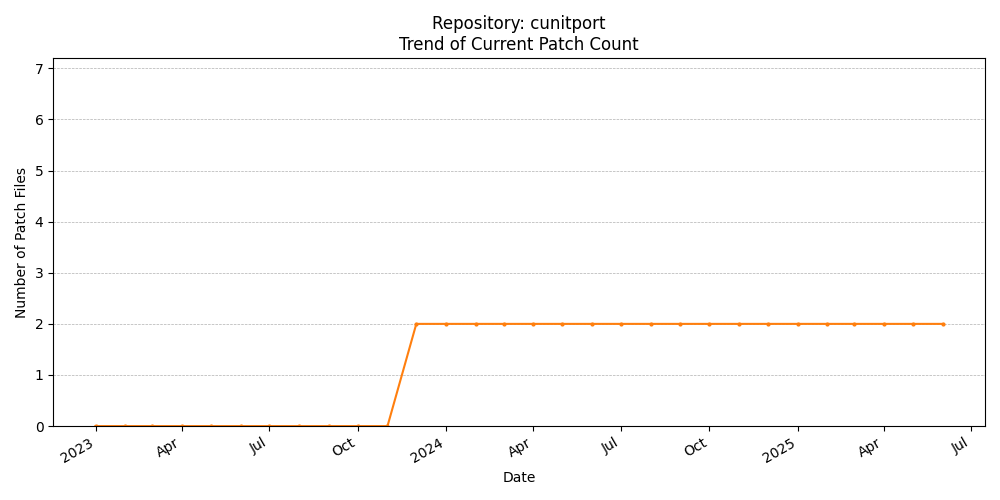 Repository: cunitport
Trend of Current Patch Count
7
6
5
4
3
2
1
0
Number of Patch Files
2023
Apr
Jul
Oct
2024
Apr
Jul
Oct
2025
Apr
Jul
Date